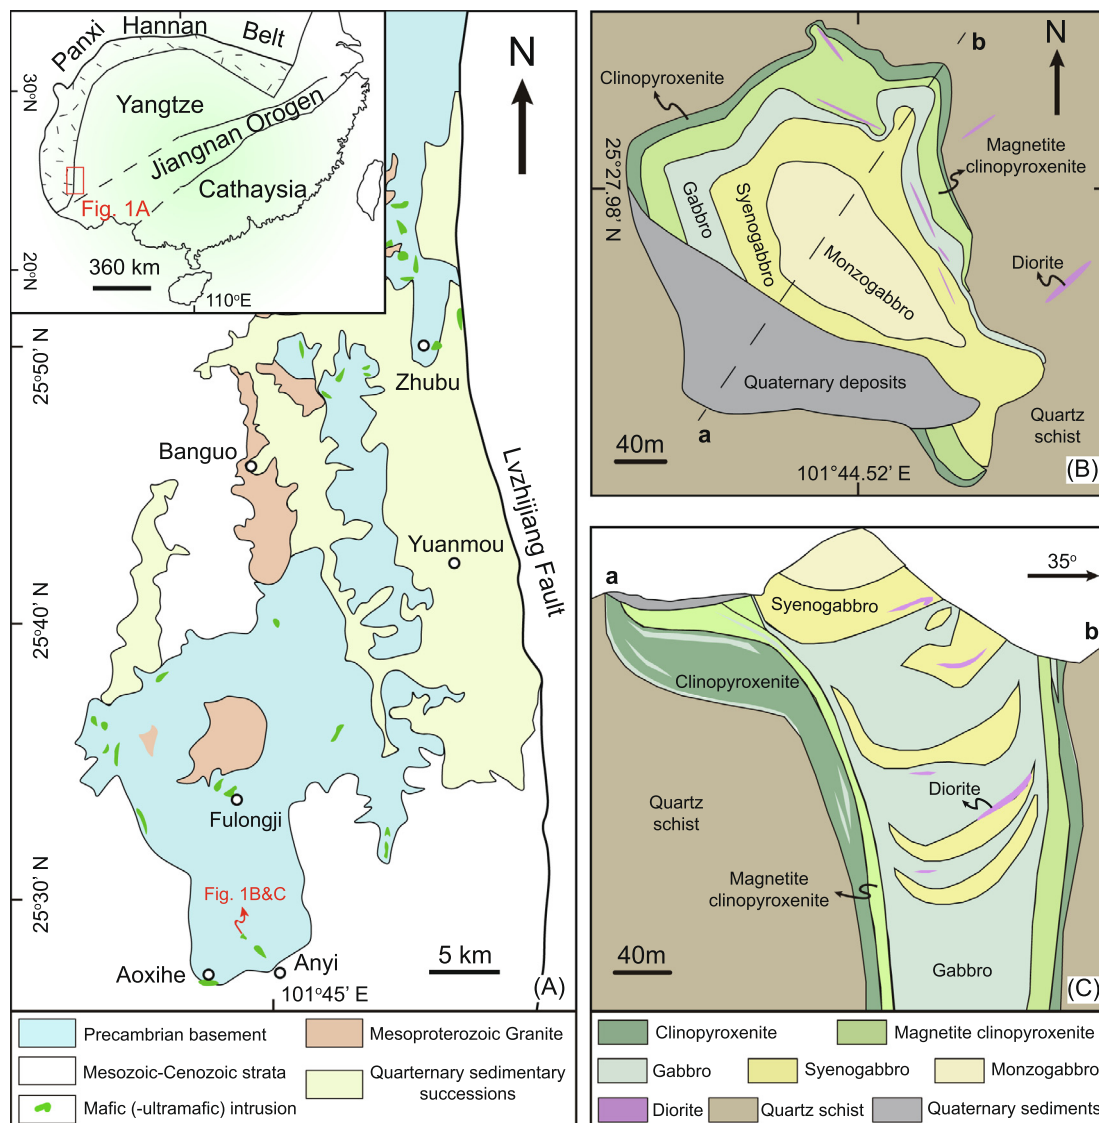 Panxi Hannan Belt
Yangtze
Jiangnan Orogen
Cathaysia
Fig. 1A
360 km
30°N
20°N
110°E
N
25°50' N
25°40' N
25°30' N
Zhubu
Banguo
Yuanmou
Lvzhijiang Fault
Fulongji
Fig. 1B&C
Aoxihe
Anyi
5 km
101°45' E
(A)
Precambrian basement
Mesoproterozoic Granite
Mesozoic-Cenozoic strata
Quarternary sedimentary
successions
Mafic (-ultramafic) intrusion
b
N
Clinopyroxenite
25°27.98' N
Magnetite
clinopyroxenite
Gabbro
Syenogabbro
Monzogabbro
Diorite
Quaternary deposits
a
Quartz
schist
40m
101°44.52' E
(B)
a
35°
Syenogabbro
b
Clinopyroxenite
Quartz
schist
Diorite
Magnetite
clinopyroxenite
40m
Gabbro
(C)
Clinopyroxenite
Magnetite clinopyroxenite
Gabbro
Syenogabbro
Monzogabbro
Diorite
Quartz schist
Quaternary sediments